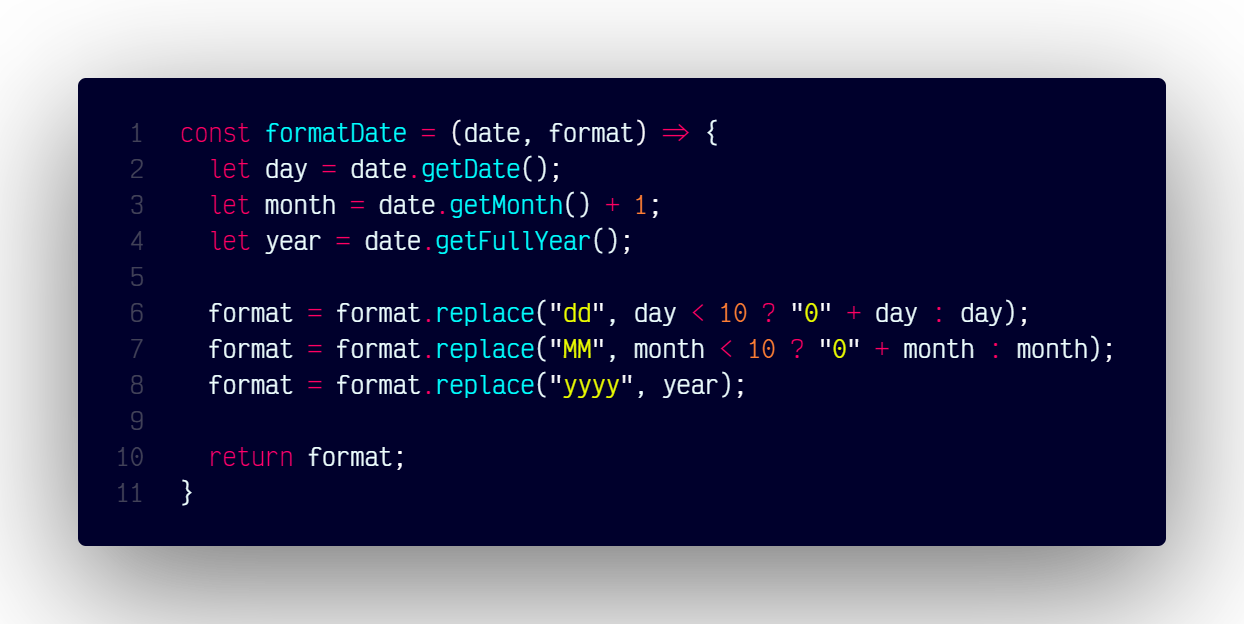 1 const formatDate = (date, format) => {
2 let day = date.getDate();
3 let month = date.getMonth() + 1;
4 let year = date.getFullYear();
5
6 format = format.replace("dd", day < 10 ? "0" + day : day);
7 format = format.replace("MM", month < 10 ? "0" + month : month);
8 format = format.replace("yyyy", year);
9
10 return format;
11 }